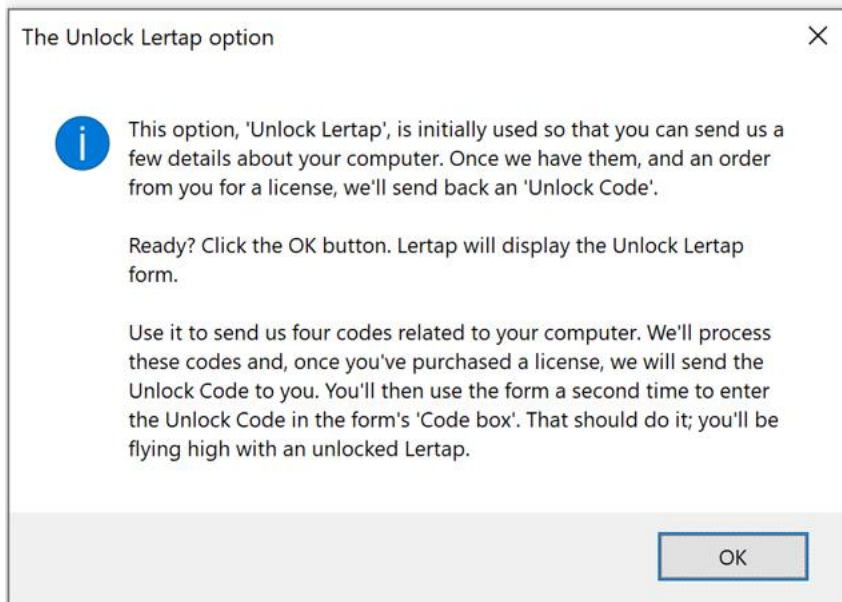 The Unlock Lertap option
This option, 'Unlock Lertap', is initially used so that you can send us a
few details about your computer. Once we have them, and an order
from you for a license, we'll send back an 'Unlock Code'.
Ready? Click the OK button. Lertap will display the Unlock Lertap
form.
Use it to send us four codes related to your computer. We'll process
these codes and, once you've purchased a license, we will send the
Unlock Code to you. You'll then use the form a second time to enter
the Unlock Code in the form's 'Code box'. That should do it; you'll be
flying high with an unlocked Lertap.
OK